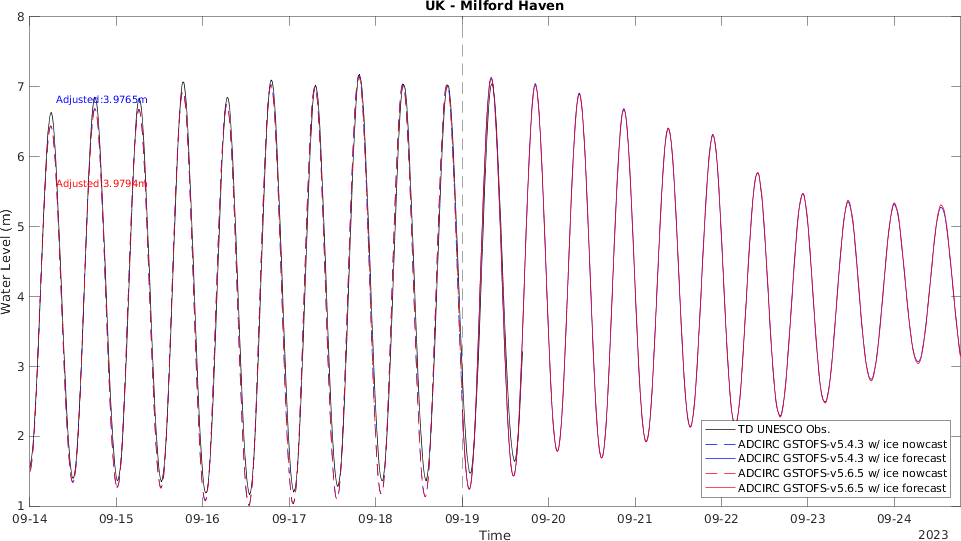 UK - Milford Haven
8
7
6
5
4
3
2
1
Water Level (m)
Adjusted:3.9765m
Adjusted:3.9794m
TD UNESCO Obs.
ADCIRC GSTOFS-v5.4.3 w/ ice nowcast
ADCIRC GSTOFS-v5.4.3 w/ ice forecast
ADCIRC GSTOFS-v5.6.5 w/ ice nowcast
ADCIRC GSTOFS-v5.6.5 w/ ice forecast
09-14 09-15 09-16 09-17 09-18 09-19 09-20 09-21 09-22 09-23 09-24
Time
2023